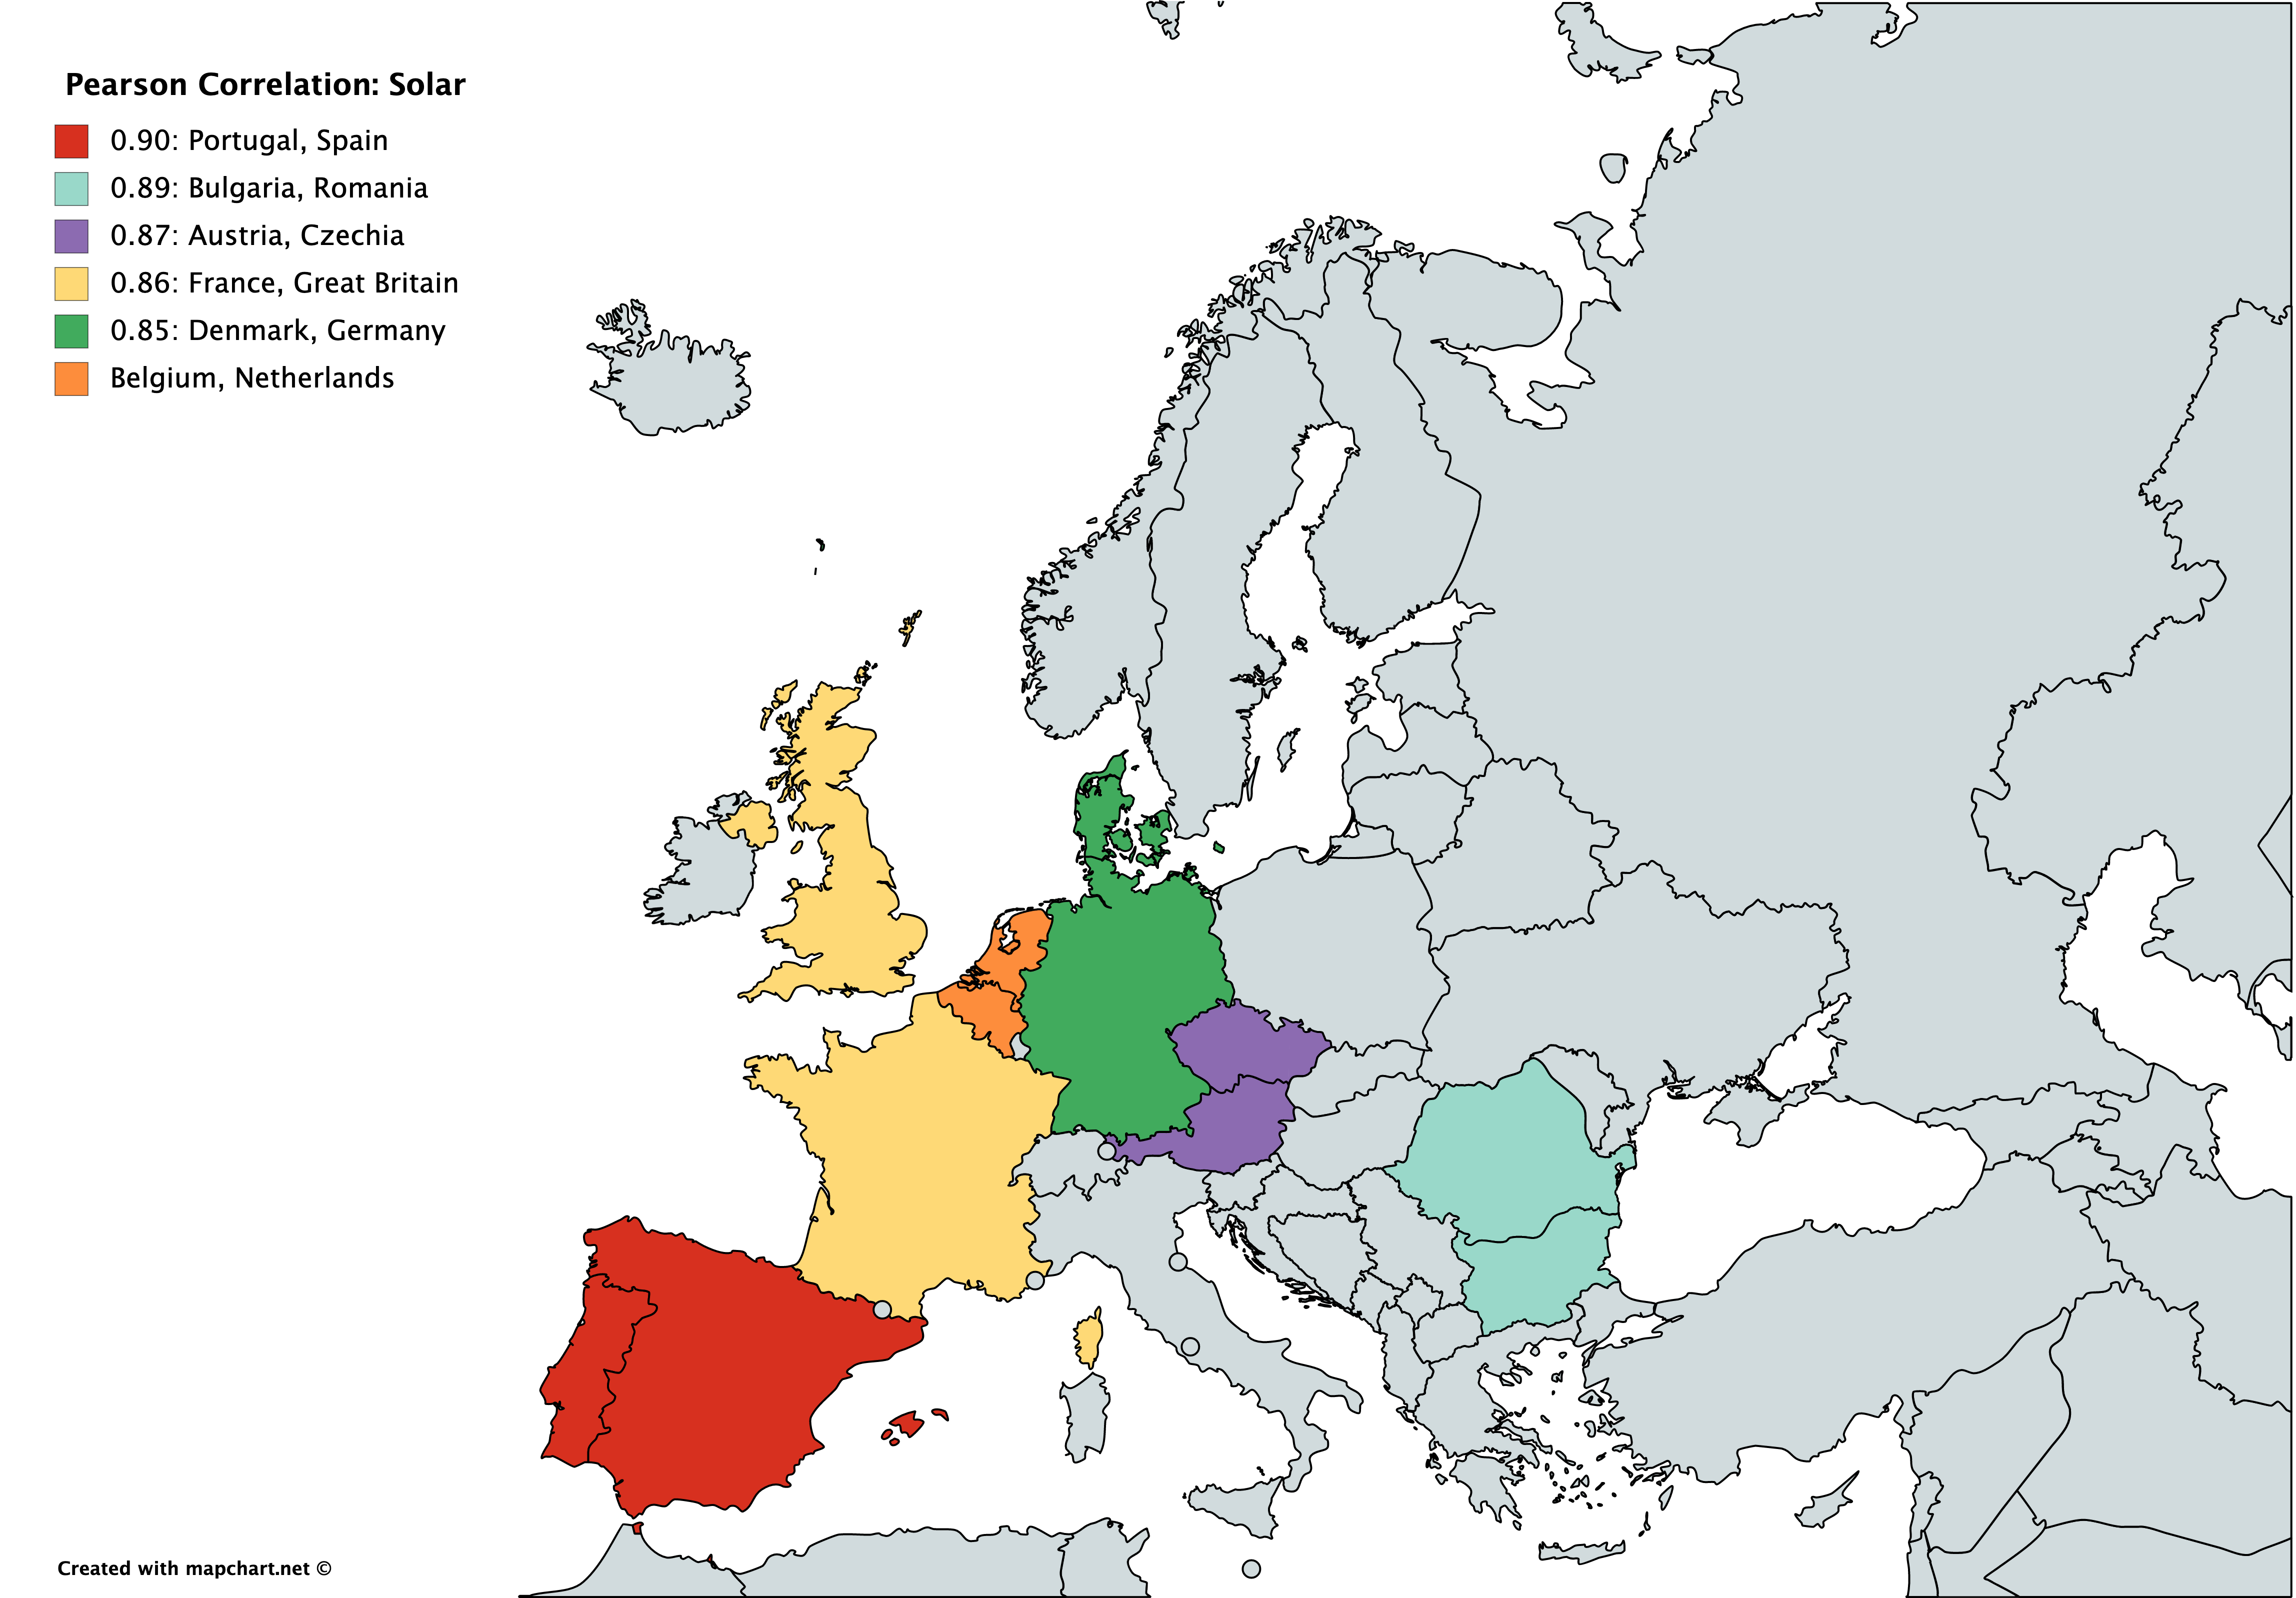 Pearson Correlation: Solar
0.90: Portugal, Spain
0.89: Bulgaria, Romania
0.87: Austria, Czechia
0.86: France, Great Britain
0.85: Denmark, Germany
Belgium, Netherlands
Created with mapchart.net ©